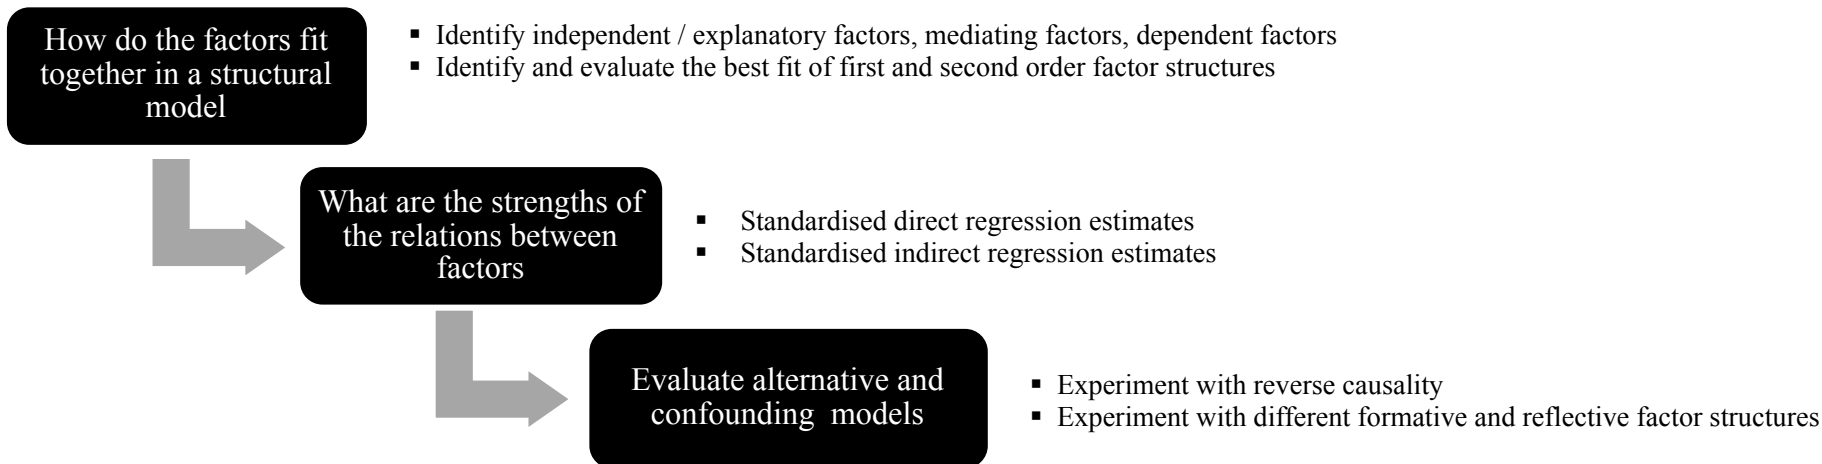 How do the factors fit
together in a structural
model
▪ Identify independent / explanatory factors, mediating factors, dependent factors
▪ Identify and evaluate the best fit of first and second order factor structures
What are the strengths of
the relations between
factors
▪ Standardised direct regression estimates
▪ Standardised indirect regression estimates
Evaluate alternative and
confounding models
▪ Experiment with reverse causality
▪ Experiment with different formative and reflective factor structures